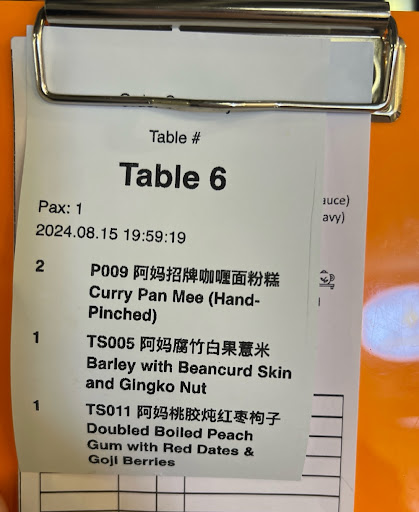 Table #
Table 6
Pax: 1
2024.08.15 19:59:19
2 P009 阿妈招牌咖喱面粉糕
Curry Pan Mee (Hand-
Pinched)
1 TS005 阿妈腐竹白果薏米
Barley with Beancurd Skin
and Gingko Nut
1 TS011 阿妈桃胶炖红枣枸子
Doubled Boiled Peach
Gum with Red Dates &
Goji Berries